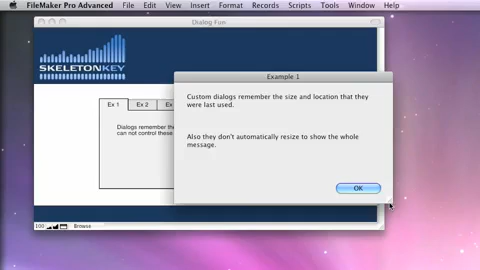 FileMaker Pro Advanced File Edit View Insert Format Records Scripts Tools Window Help
Dialog Fun
SKELETONKEY
Example 1
Custom dialogs remember the size and location that they
were last used.
Also they don't automatically resize to show the whole
message.
OK
Ex 1 Ex 2 Ex
Dialogs remember the
can not control these
100 Browse